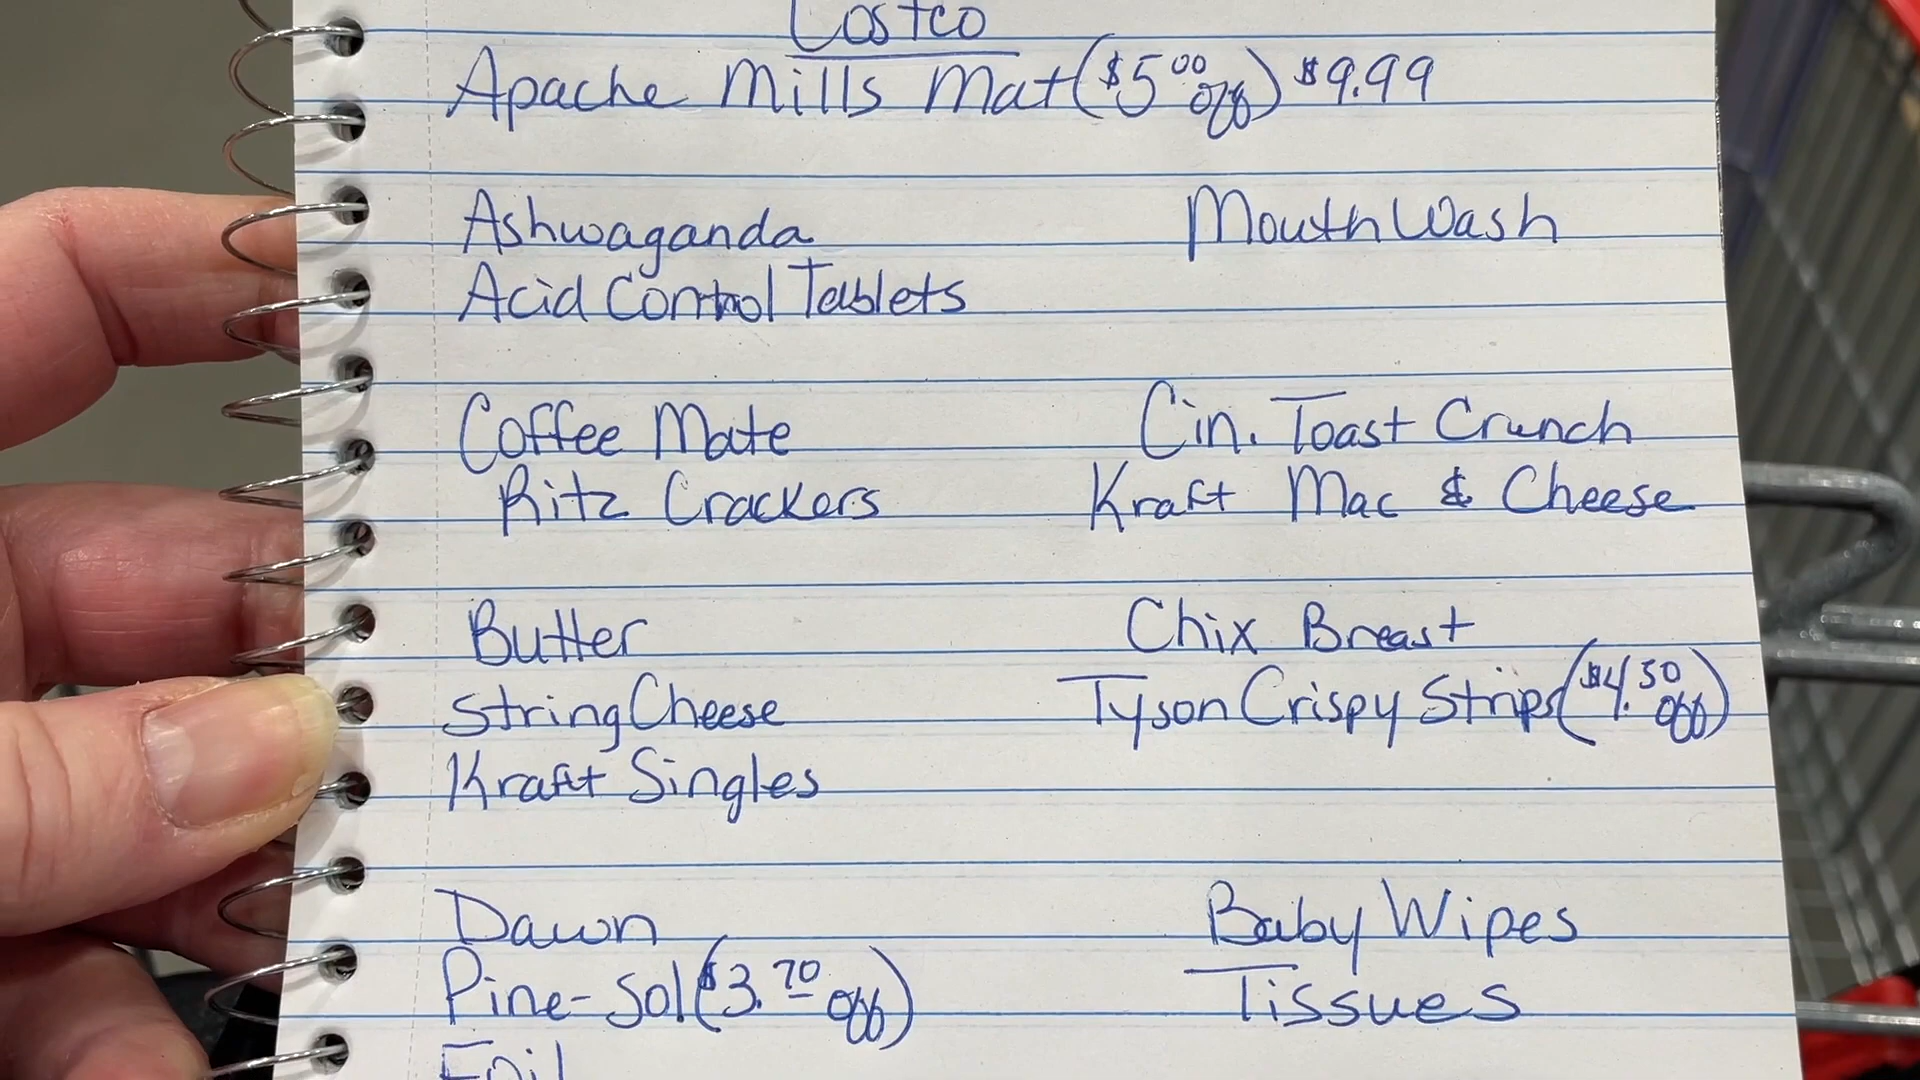 Costco
Apache Mills Mat ($5.00 off) $9.99
Ashwaganda MouthWash
Acid Control Tablets
Coffee Mate Cin. Toast Crunch
Ritz Crackers Kraft Mac & Cheese
Butter Chix Breast
String Cheese Tyson Crispy Strips ($4.50 off)
Kraft Singles
Dawn Baby Wipes
Pine-Sol ($3.70 off) Tissues
Foil